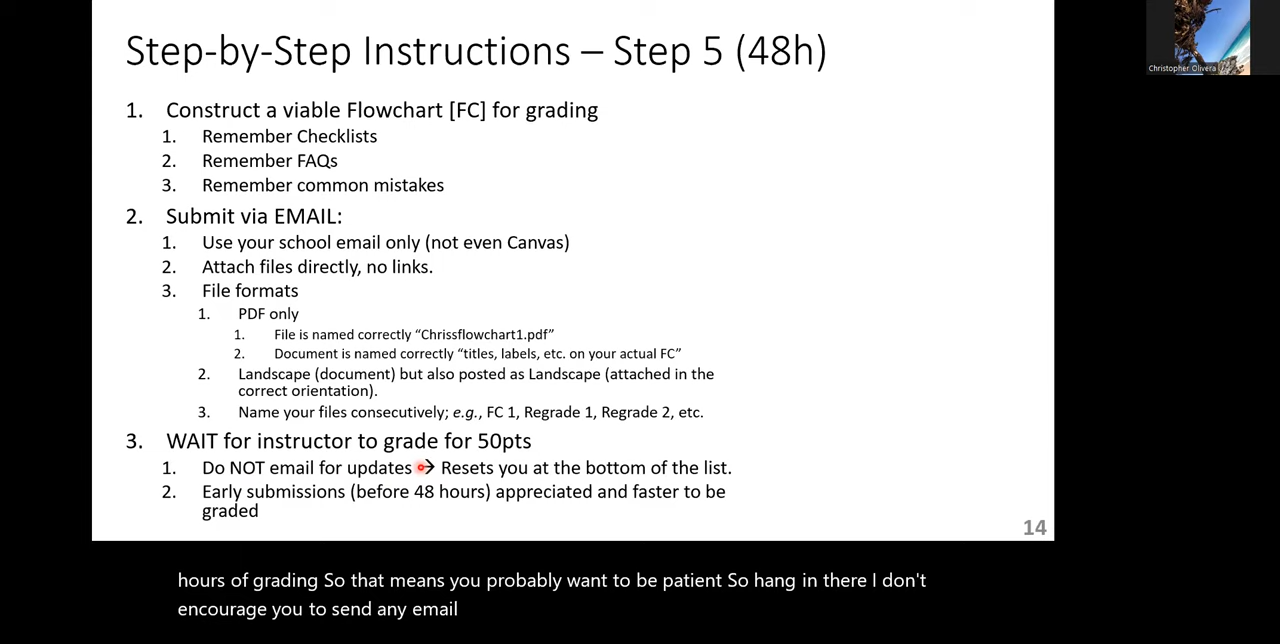 Step-by-Step Instructions – Step 5 (48h)
Christopher Olivera
1. Construct a viable Flowchart [FC] for grading
1. Remember Checklists
2. Remember FAQs
3. Remember common mistakes
2. Submit via EMAIL:
1. Use your school email only (not even Canvas)
2. Attach files directly, no links.
3. File formats
1. PDF only
1. File is named correctly “Chrissflowchart1.pdf”
2. Document is named correctly “titles, labels, etc. on your actual FC”
2. Landscape (document) but also posted as Landscape (attached in the
correct orientation).
3. Name your files consecutively; e.g., FC 1, Regrade 1, Regrade 2, etc.
3. WAIT for instructor to grade for 50pts
1. Do NOT email for updates → Resets you at the bottom of the list.
2. Early submissions (before 48 hours) appreciated and faster to be
graded
14
hours of grading So that means you probably want to be patient So hang in there I don't
encourage you to send any email